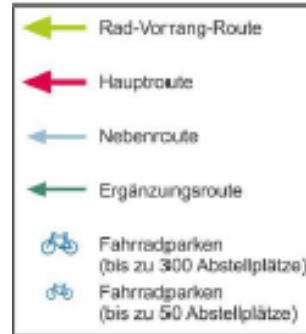 Rad-Vorrang-Route
Hauptroute
Nebenroute
Ergänzungsroute
Fahrradparken
(bis zu 300 Abstellplätze)
Fahrradparken
(bis zu 50 Abstellplätze)